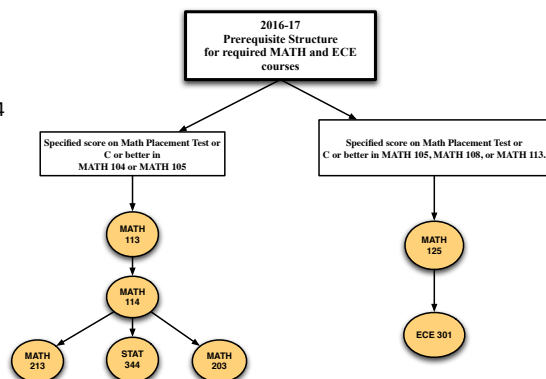 2016-17
Prerequisite Structure
for required MATH and ECE
courses
4
Specified score on Math Placement Test or
C or better in
MATH 104 or MATH 105
Specified score on Math Placement Test or
C or better in MATH 105, MATH 108, or MATH 113.
MATH
113
MATH
125
MATH
114
ECE 301
MATH
213
STAT
344
MATH
203